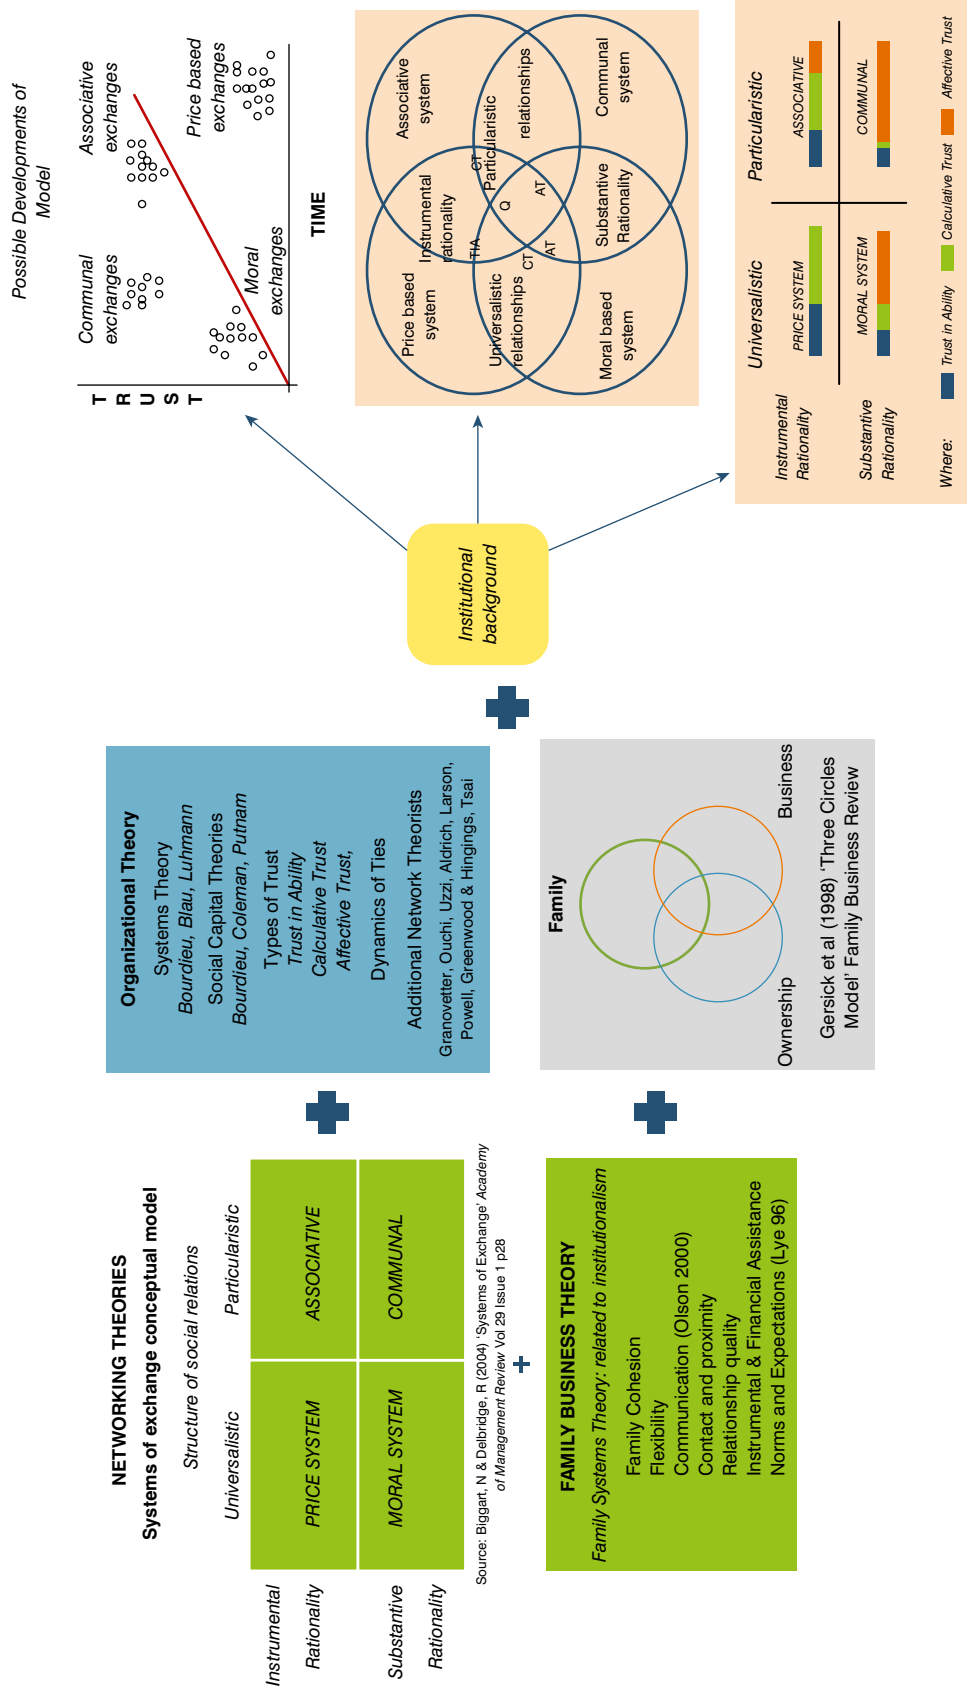 NETWORKING THEORIES
Systems of exchange conceptual model
Structure of social relations
Universalistic
Particularistic
Instrumental
Rationality
PRICE SYSTEM
ASSOCIATIVE
Substantive
Rationality
MORAL SYSTEM
COMMUNAL
Source: Biggart, N & Delbridge, R (2004) ‘Systems of Exchange’ Academy
of Management Review Vol 29 Issue 1 p28
FAMILY BUSINESS THEORY
Family Systems Theory: related to institutionalism
Family Cohesion
Flexibility
Communication (Olson 2000)
Contact and proximity
Relationship quality
Instrumental & Financial Assistance
Norms and Expectations (Lye 96)
Organizational Theory
Systems Theory
Bourdieu, Blau, Luhmann
Social Capital Theories
Bourdieu, Coleman, Putnam
Types of Trust
Trust in Ability
Calculative Trust
Affective Trust,
Dynamics of Ties
Additional Network Theorists
Granovetter, Ouchi, Uzzi, Aldrich, Larson,
Powell, Greenwood & Hingings, Tsai
Family
Ownership
Business
Gersick et al (1998) ‘Three Circles
Model’ Family Business Review
Institutional
background
Possible Developments of
Model
T
R
U
S
T
Communal
exchanges
Associative
exchanges
Moral
exchanges
Price based
exchanges
TIME
Price based
system
Instrumental
rationality
Associative
system
TIA
CT
Universalistic
relationships
Q
Particularistic
relationships
CT
AT
AT
Moral based
system
Substantive
Rationality
Communal
system
Universalistic
Particularistic
Instrumental
Rationality
PRICE SYSTEM
ASSOCIATIVE
Substantive
Rationality
MORAL SYSTEM
COMMUNAL
Where:
Trust in Ability
Calculative Trust
Affective Trust